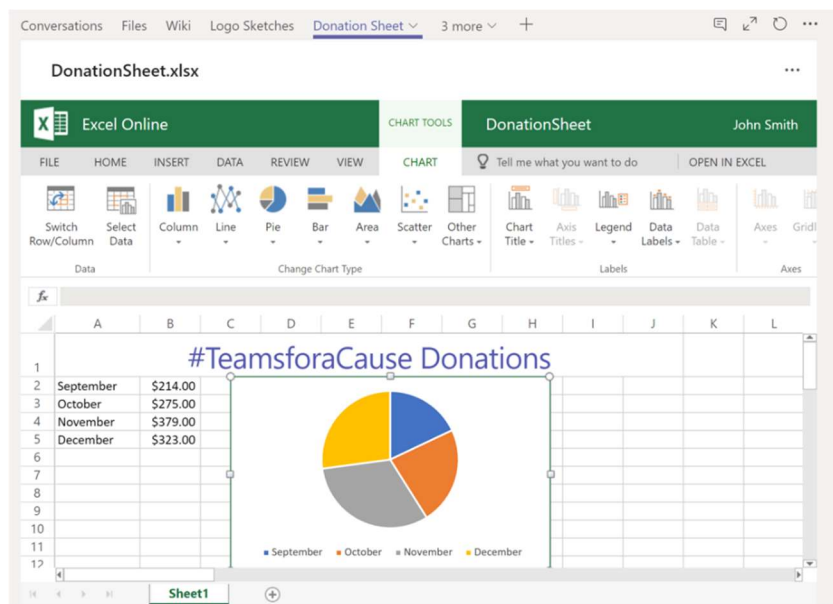 Conversations Files Wiki Logo Sketches Donation Sheet 3 more
DonationSheet.xlsx
Excel Online CHART TOOLS DonationSheet John Smith
FILE HOME INSERT DATA REVIEW VIEW CHART Tell me what you want to do OPEN IN EXCEL
Switch Row/Column
Select Data
Column
Line
Pie
Bar
Area
Scatter
Other Charts
Chart Title
Axis Titles
Legend
Data Labels
Data Table
Axes
Data Change Chart Type Labels Axes
fx
A B C D E F G H I J K L
1 #TeamsforaCause Donations
2 September $214.00
3 October $275.00
4 November $379.00
5 December $323.00
6
7
8
9
10
11
12
September October November December
Sheet1